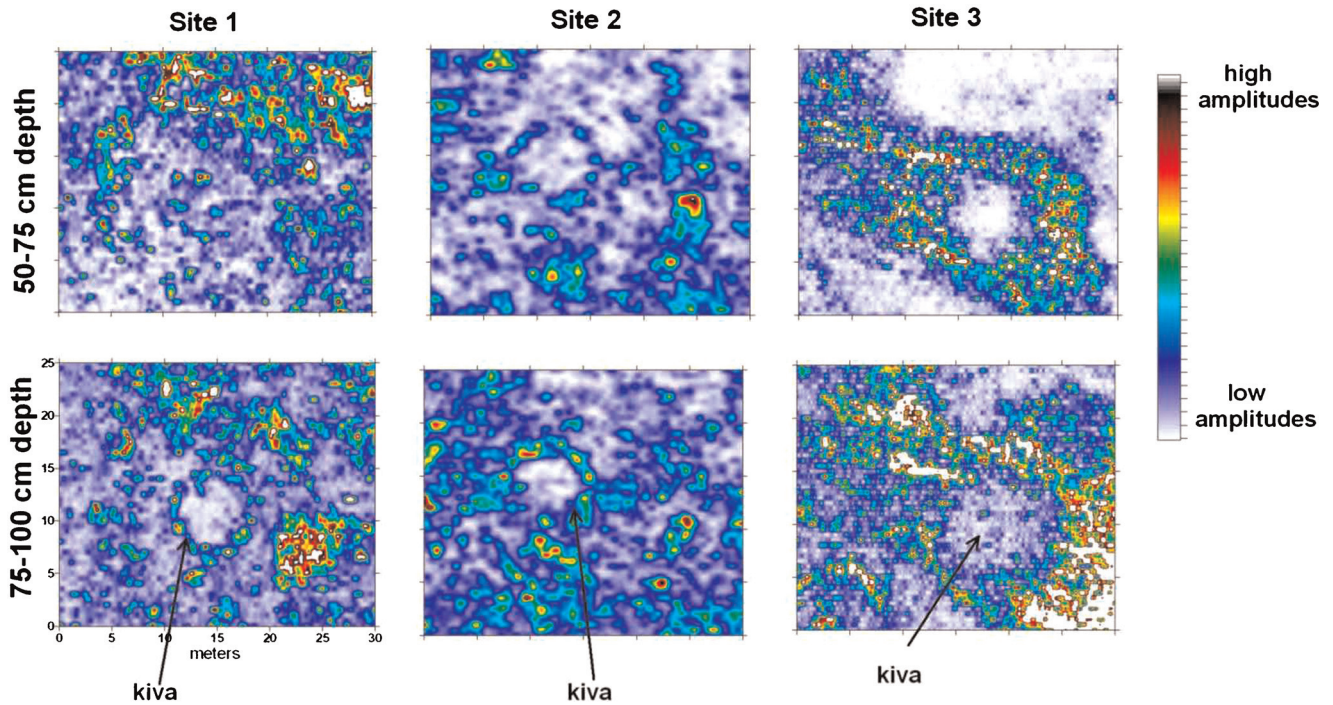 Site 1
Site 2
Site 3
50-75 cm depth
high
amplitudes
low
amplitudes
75-100 cm depth
25
20
15
10
5
0
0
5
10
15
20
25
30
meters
kiva
kiva
kiva